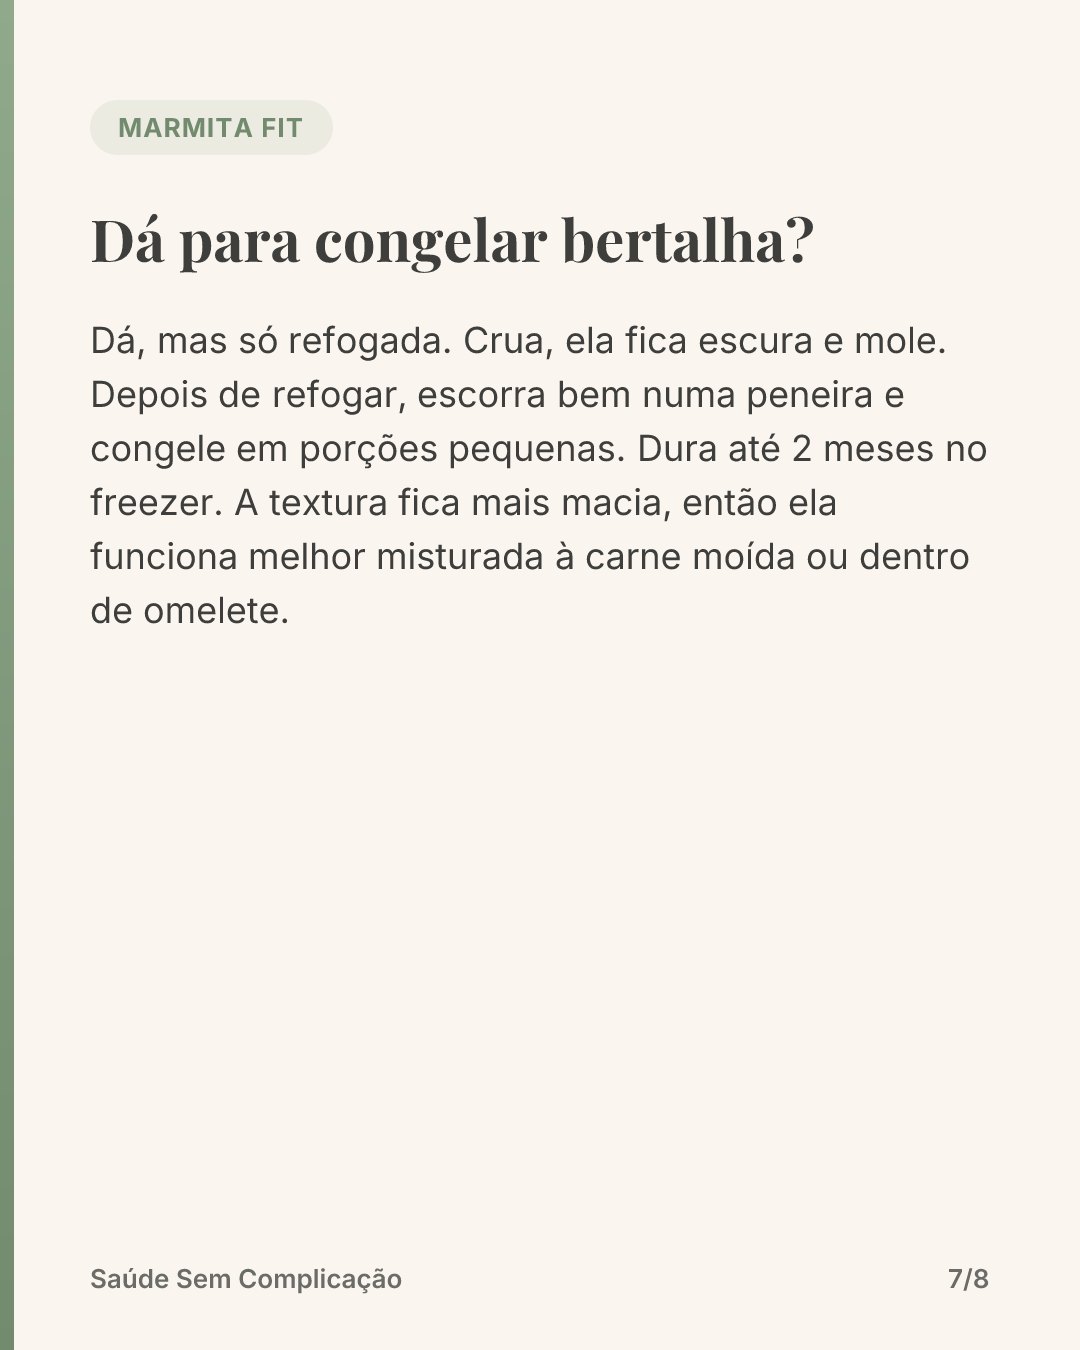 MARMITA FIT
Dá para congelar bertalha?
Dá, mas só refogada. Crua, ela fica escura e mole.
Depois de refogar, escorra bem numa peneira e
congele em porções pequenas. Dura até 2 meses no
freezer. A textura fica mais macia, então ela
funciona melhor misturada à carne moída ou dentro
de omelete.
Saúde Sem Complicação
7/8